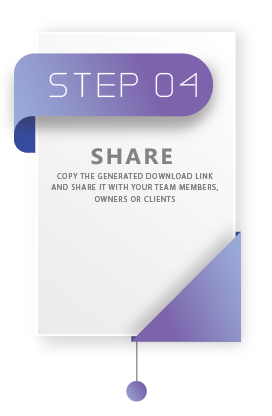 STEP 04
SHARE
COPY THE GENERATED DOWNLOAD LINK
AND SHARE IT WITH YOUR TEAM MEMBERS,
OWNERS OR CLIENTS